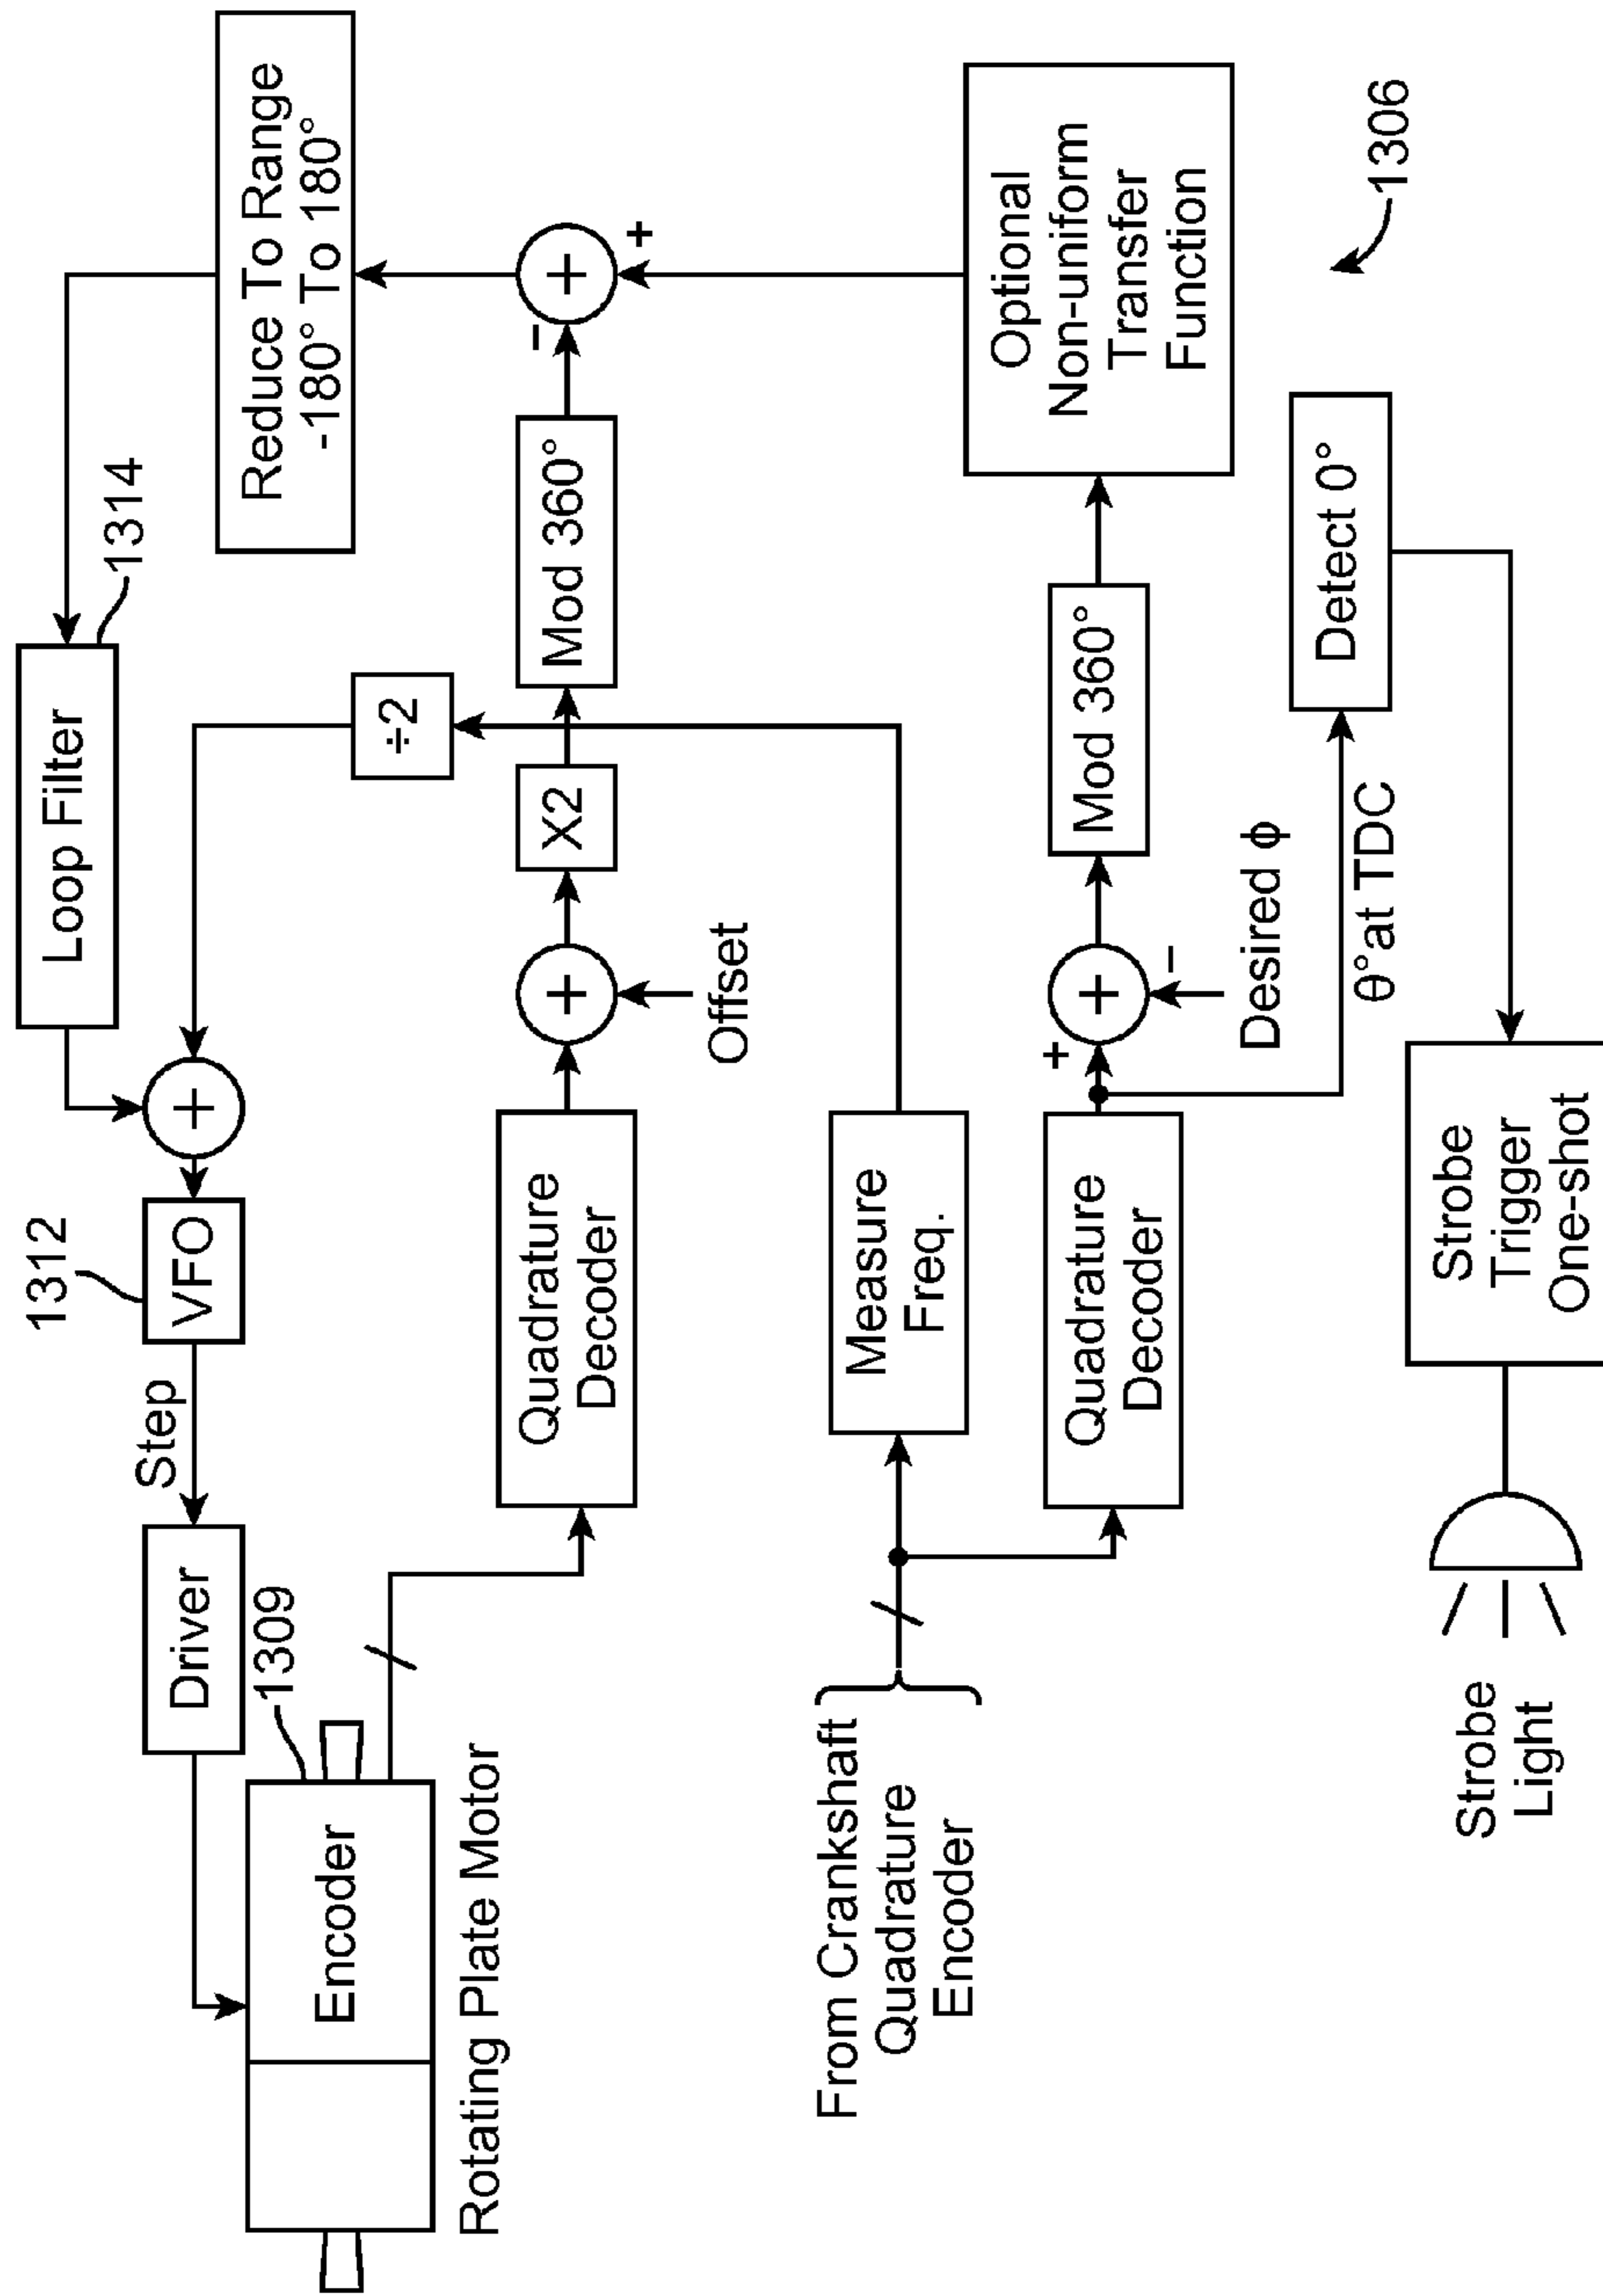 1309
Driver
Step
1312
VFO
+
Loop Filter
1314
Reduce To Range
-180° To 180°
Encoder
Rotating Plate Motor
Quadrature
Decoder
+
Offset
X2
÷2
Mod 360°
−
+
+
From Crankshaft
Quadrature
Encoder
Measure
Freq.
Quadrature
Decoder
+
+
−
Desired ϕ
Mod 360°
Optional
Non-uniform
Transfer
Function
θ°at TDC
Detect 0°
1306
Strobe
Light
Strobe
Trigger
One-shot